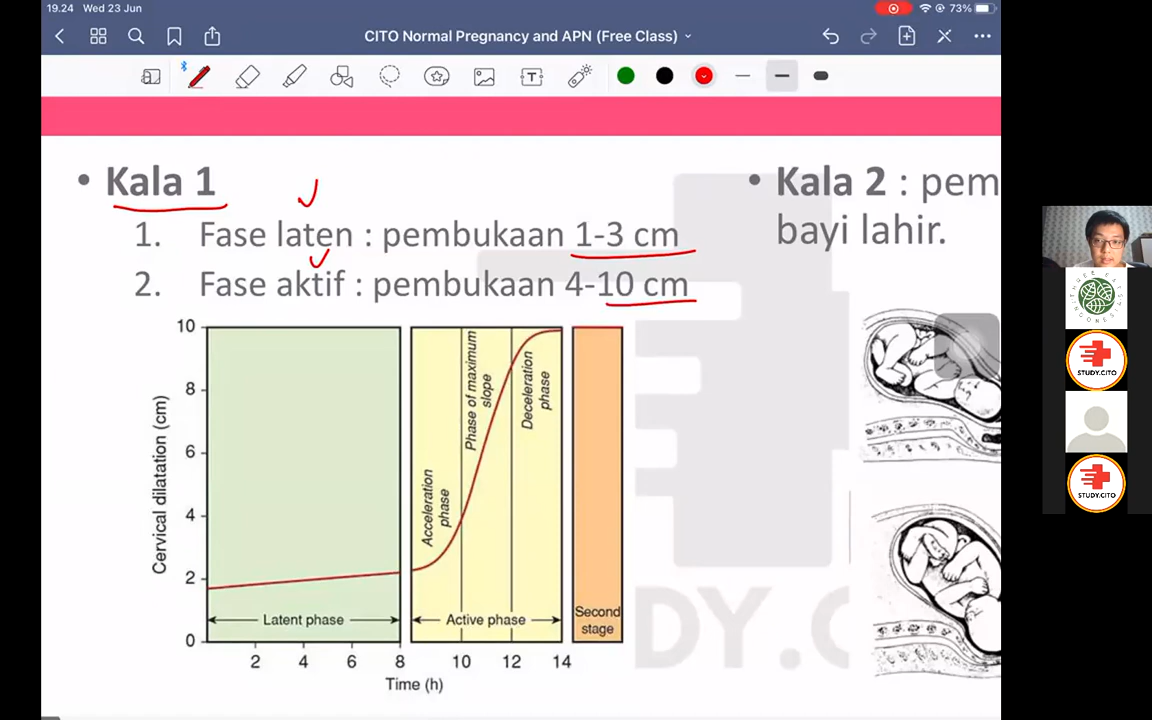 19.24 Wed 23 Jun
73%
CITO Normal Pregnancy and APN (Free Class)
• Kala 1
1. Fase laten : pembukaan 1-3 cm
2. Fase aktif : pembukaan 4-10 cm
• Kala 2 : pem
bayi lahir.
Cervical dilatation (cm)
10
8
6
4
2
0
Acceleration
phase
Phase of maximum
slope
Deceleration
phase
Latent phase
Active phase
Second
stage
2 4 6 8 10 12 14
Time (h)
DY.C
STUDY.CITO
STUDY.CITO